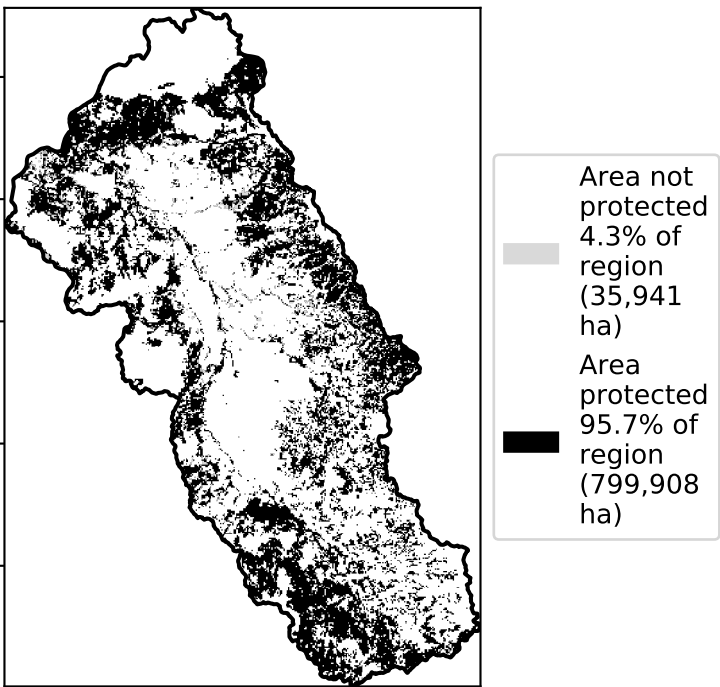 Area not
protected
4.3% of
region
(35,941
ha)
Area
protected
95.7% of
region
(799,908
ha)